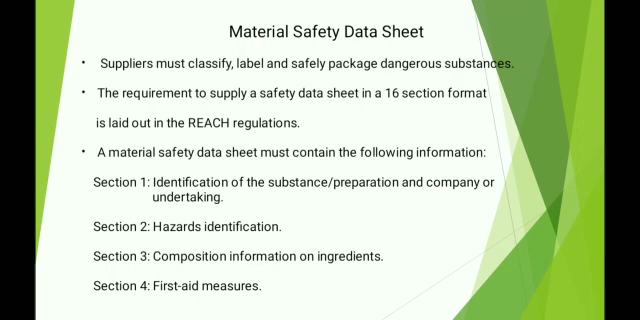 Material Safety Data Sheet
• Suppliers must classify, label and safely package dangerous substances.
• The requirement to supply a safety data sheet in a 16 section format
is laid out in the REACH regulations.
• A material safety data sheet must contain the following information:
Section 1: Identification of the substance/preparation and company or
undertaking.
Section 2: Hazards identification.
Section 3: Composition information on ingredients.
Section 4: First-aid measures.